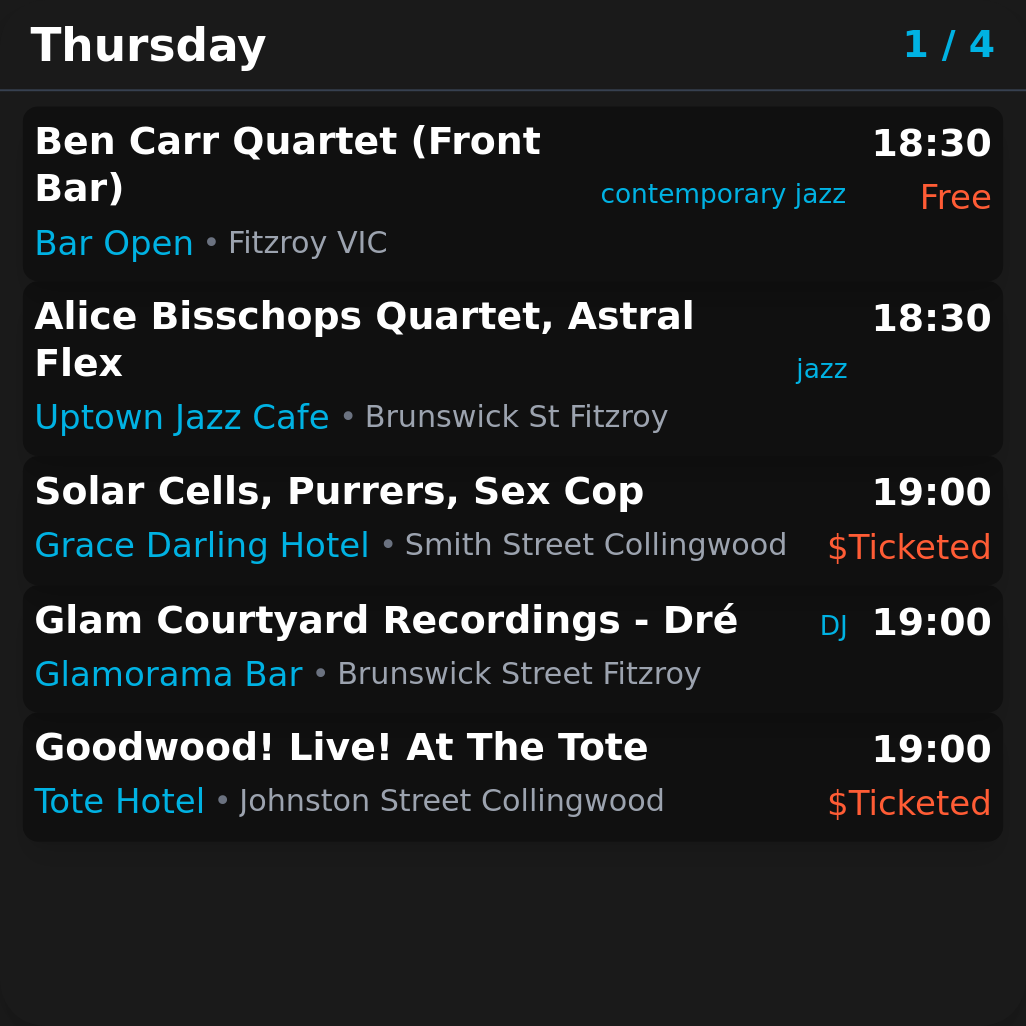 Thursday
1 / 4
Ben Carr Quartet (Front
Bar)
contemporary jazz
18:30
Free
Bar Open • Fitzroy VIC
Alice Bisschops Quartet, Astral
Flex
jazz
18:30
Uptown Jazz Cafe • Brunswick St Fitzroy
Solar Cells, Purrers, Sex Cop
19:00
Grace Darling Hotel • Smith Street Collingwood
$Ticketed
Glam Courtyard Recordings - Dré
DJ
19:00
Glamorama Bar • Brunswick Street Fitzroy
Goodwood! Live! At The Tote
19:00
Tote Hotel • Johnston Street Collingwood
$Ticketed